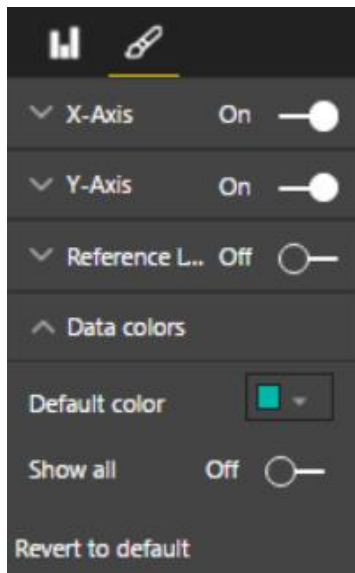 X-Axis On
Y-Axis On
Reference L... Off
Data colors
Default color
Show all Off
Revert to default